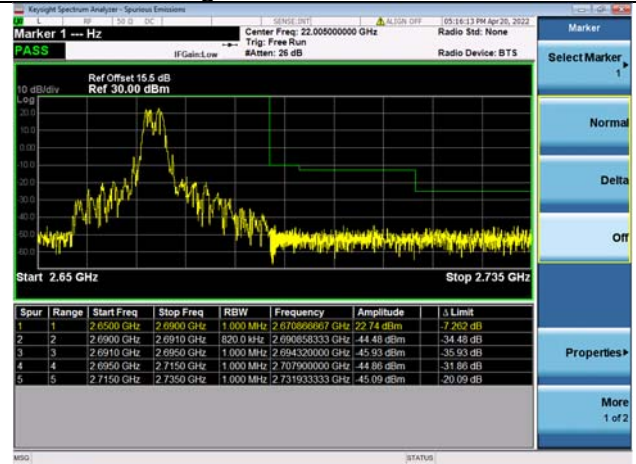 Keysight Spectrum Analyzer - Spurious Emissions
L RF 50 Ω DC SENSE:INT ALIGN OFF 05:16:13 PM Apr 20, 2022
Marker 1 --- Hz
Center Freq: 22.005000000 GHz
Radio Std: None
Trig: Free Run
PASS
IFGain:Low
#Atten: 26 dB
Radio Device: BTS
Ref Offset 15.5 dB
10 dB/div Ref 30.00 dBm
Log
20.0
10.0
0.00
-10.0
-20.0
-30.0
-40.0
-50.0
-60.0
Start 2.65 GHz Stop 2.735 GHz
Spur Range Start Freq Stop Freq RBW Frequency Amplitude Δ Limit
1 1 2.6500 GHz 2.6900 GHz 1.000 MHz 2.670866667 GHz 22.74 dBm -7.262 dB
2 2 2.6900 GHz 2.6910 GHz 820.0 kHz 2.690858333 GHz -44.48 dBm -34.48 dB
3 3 2.6910 GHz 2.6950 GHz 1.000 MHz 2.694320000 GHz -45.93 dBm -35.93 dB
4 4 2.6950 GHz 2.7150 GHz 1.000 MHz 2.707900000 GHz -44.86 dBm -31.86 dB
5 5 2.7150 GHz 2.7350 GHz 1.000 MHz 2.731933333 GHz -45.09 dBm -20.09 dB
MSG STATUS
Marker
Select Marker
1
Normal
Delta
Off
Properties
More
1 of 2